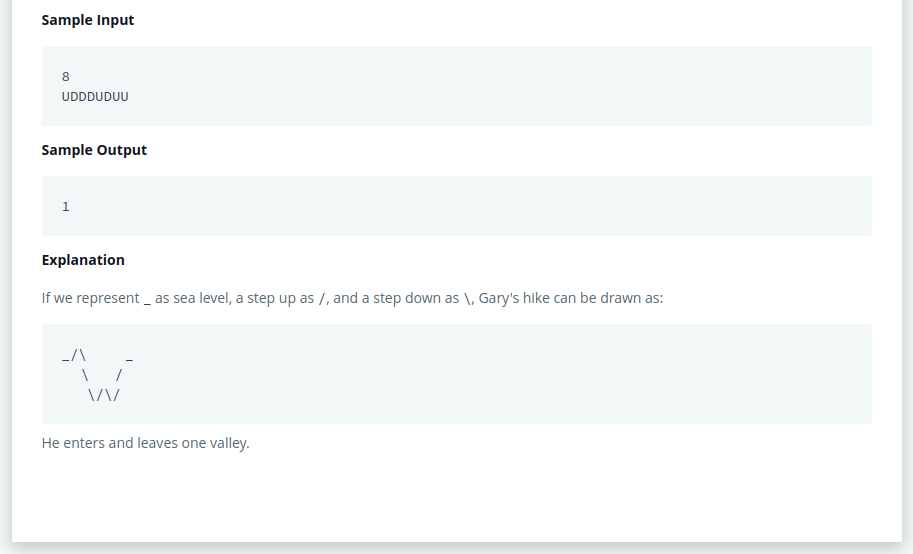 Sample Input
8
UDDDUDUU
Sample Output
1
Explanation
If we represent _ as sea level, a step up as /, and a step down as \, Gary's hike can be drawn as:
_/\      _
   \    /
    \/\/
He enters and leaves one valley.